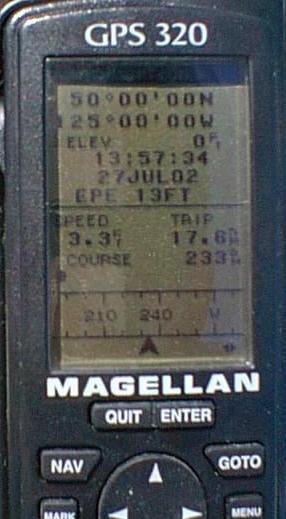 GPS 320
50°00'00N
125°00'00W
ELEV 0FT
13:57:34
27JUL02
EPE 13FT
SPEED TRIP
3.3 17.6
COURSE 233
210 240 W
MAGELLAN
QUIT ENTER
NAV GOTO
MARK MENU